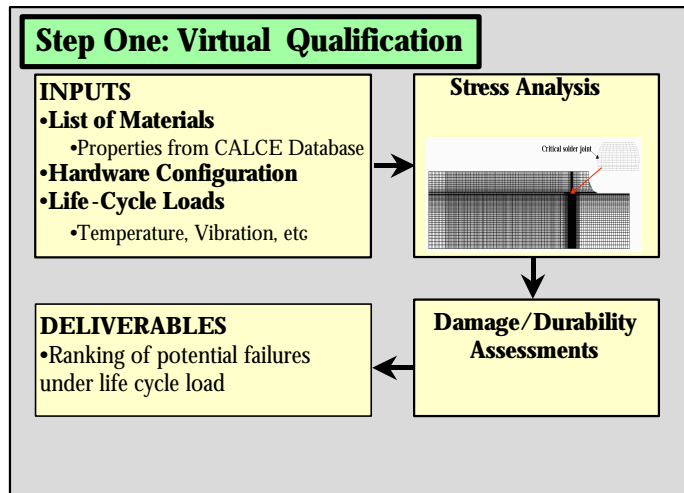 Step One: Virtual Qualification
INPUTS
•List of Materials
•Properties from CALCE Database
•Hardware Configuration
•Life-Cycle Loads
•Temperature, Vibration, etc
Stress Analysis
Critical solder joint
Damage/Durability
Assessments
DELIVERABLES
•Ranking of potential failures
under life cycle load